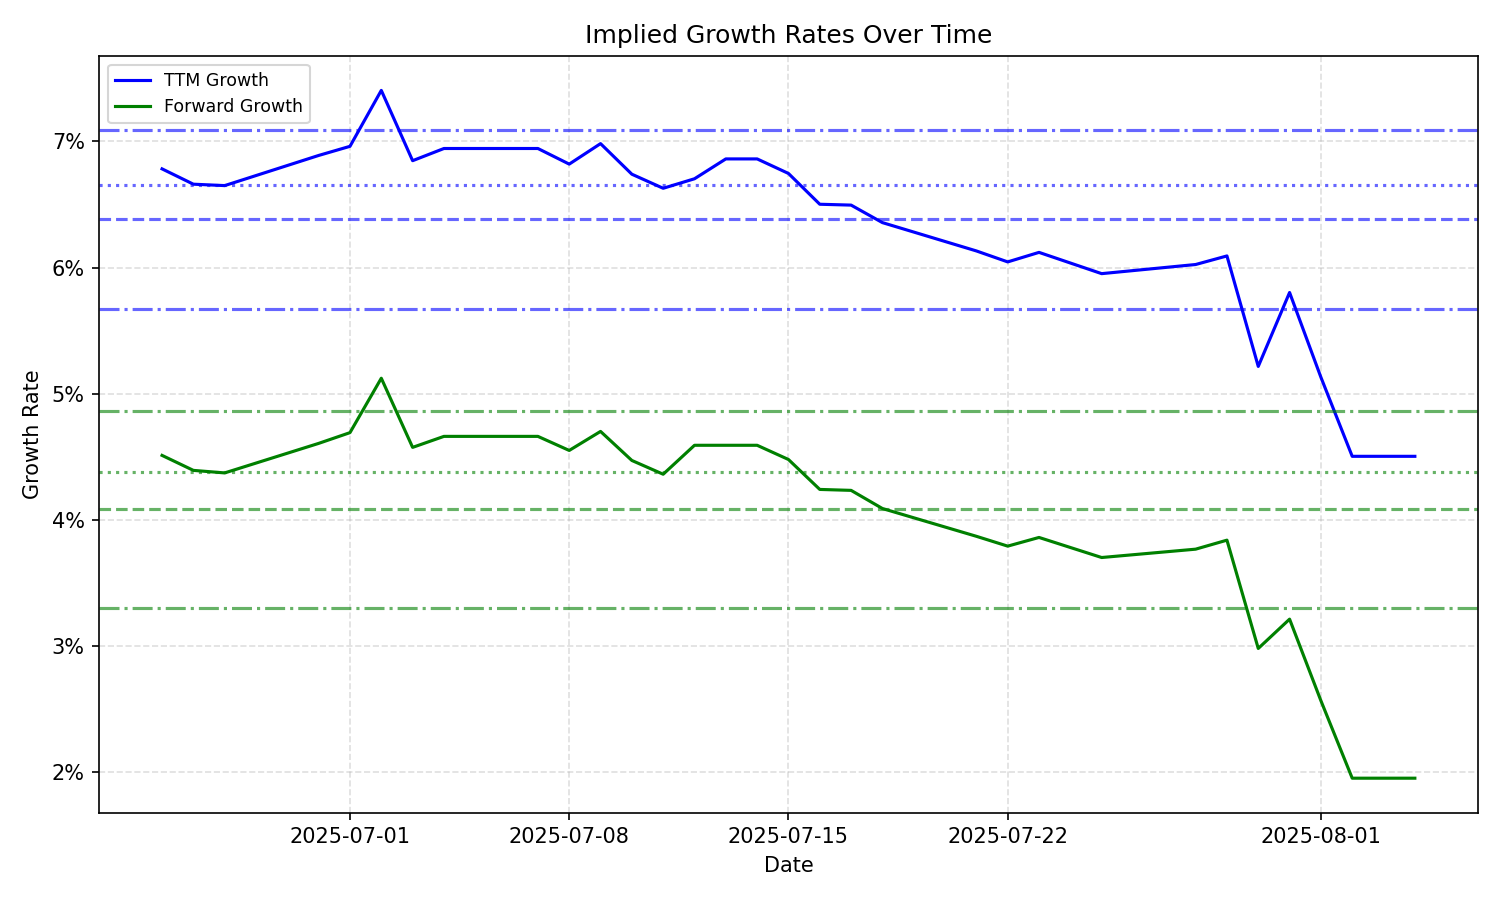 Implied Growth Rates Over Time
TTM Growth
Forward Growth
7%
6%
5%
4%
3%
2%
Growth Rate
2025-07-01
2025-07-08
2025-07-15
2025-07-22
2025-08-01
Date